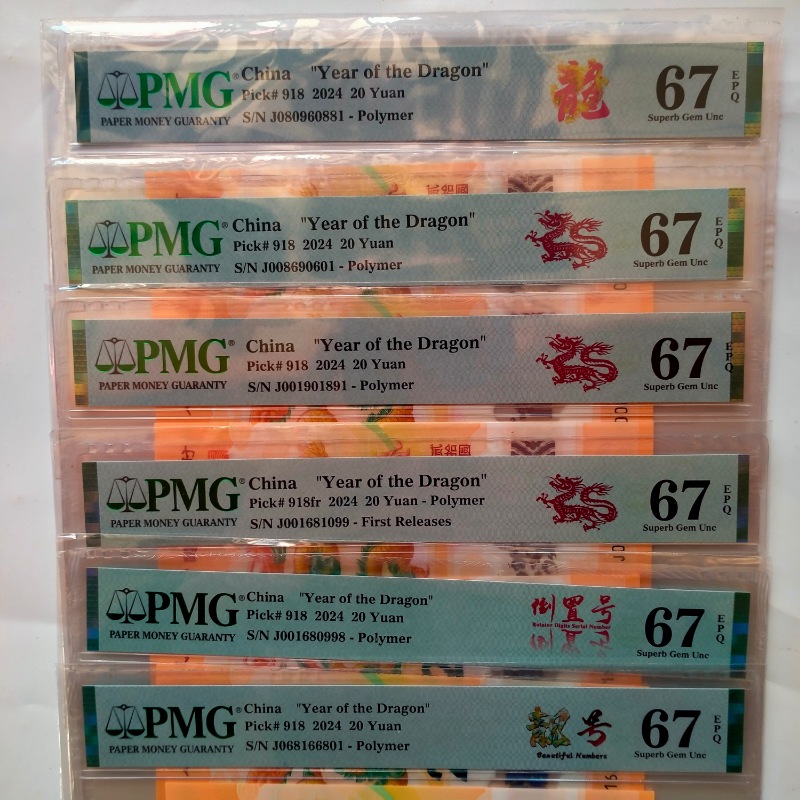 PMG®
PAPER MONEY GUARANTY
China "Year of the Dragon"
Pick# 918 2024 20 Yuan
S/N J080960881 - Polymer
龍
67
EPQ
Superb Gem Unc
PMG®
PAPER MONEY GUARANTY
China "Year of the Dragon"
Pick# 918 2024 20 Yuan
S/N J008690601 - Polymer
67
EPQ
Superb Gem Unc
PMG®
PAPER MONEY GUARANTY
China "Year of the Dragon"
Pick# 918 2024 20 Yuan
S/N J001901891 - Polymer
67
EPQ
Superb Gem Unc
PMG®
PAPER MONEY GUARANTY
China "Year of the Dragon"
Pick# 918fr 2024 20 Yuan - Polymer
S/N J001681099 - First Releases
67
EPQ
Superb Gem Unc
PMG®
PAPER MONEY GUARANTY
China "Year of the Dragon"
Pick# 918 2024 20 Yuan
S/N J001680998 - Polymer
倒置号
Rotator Digits Serial Number
67
EPQ
Superb Gem Unc
PMG®
PAPER MONEY GUARANTY
China "Year of the Dragon"
Pick# 918 2024 20 Yuan
S/N J068166801 - Polymer
靓号
Beautiful Numbers
67
EPQ
Superb Gem Unc